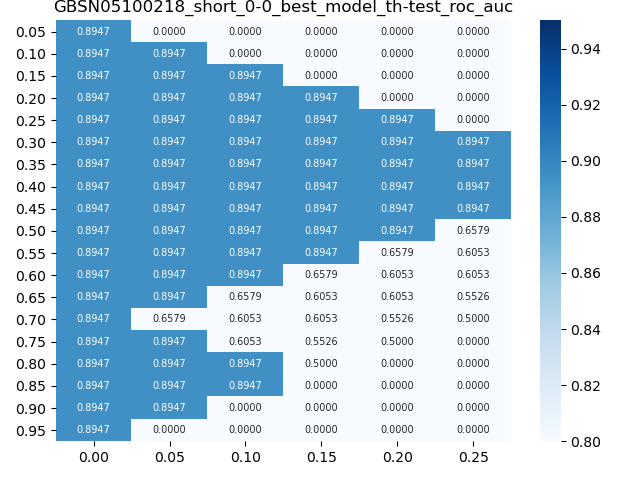 GBSN05100218_short_0-0_best_model_th-test_roc_auc
0.05 0.8947 0.0000 0.0000 0.0000 0.0000 0.0000
0.10 0.8947 0.8947 0.0000 0.0000 0.0000 0.0000
0.15 0.8947 0.8947 0.8947 0.0000 0.0000 0.0000
0.20 0.8947 0.8947 0.8947 0.8947 0.0000 0.0000
0.25 0.8947 0.8947 0.8947 0.8947 0.8947 0.0000
0.30 0.8947 0.8947 0.8947 0.8947 0.8947 0.8947
0.35 0.8947 0.8947 0.8947 0.8947 0.8947 0.8947
0.40 0.8947 0.8947 0.8947 0.8947 0.8947 0.8947
0.45 0.8947 0.8947 0.8947 0.8947 0.8947 0.8947
0.50 0.8947 0.8947 0.8947 0.8947 0.8947 0.6579
0.55 0.8947 0.8947 0.8947 0.8947 0.6579 0.6053
0.60 0.8947 0.8947 0.8947 0.6579 0.6053 0.6053
0.65 0.8947 0.8947 0.6579 0.6053 0.6053 0.5526
0.70 0.8947 0.6579 0.6053 0.6053 0.5526 0.5000
0.75 0.8947 0.8947 0.6053 0.5526 0.5000 0.0000
0.80 0.8947 0.8947 0.8947 0.5000 0.0000 0.0000
0.85 0.8947 0.8947 0.8947 0.0000 0.0000 0.0000
0.90 0.8947 0.8947 0.0000 0.0000 0.0000 0.0000
0.95 0.8947 0.0000 0.0000 0.0000 0.0000 0.0000
0.00 0.05 0.10 0.15 0.20 0.25
0.94
0.92
0.90
0.88
0.86
0.84
0.82
0.80